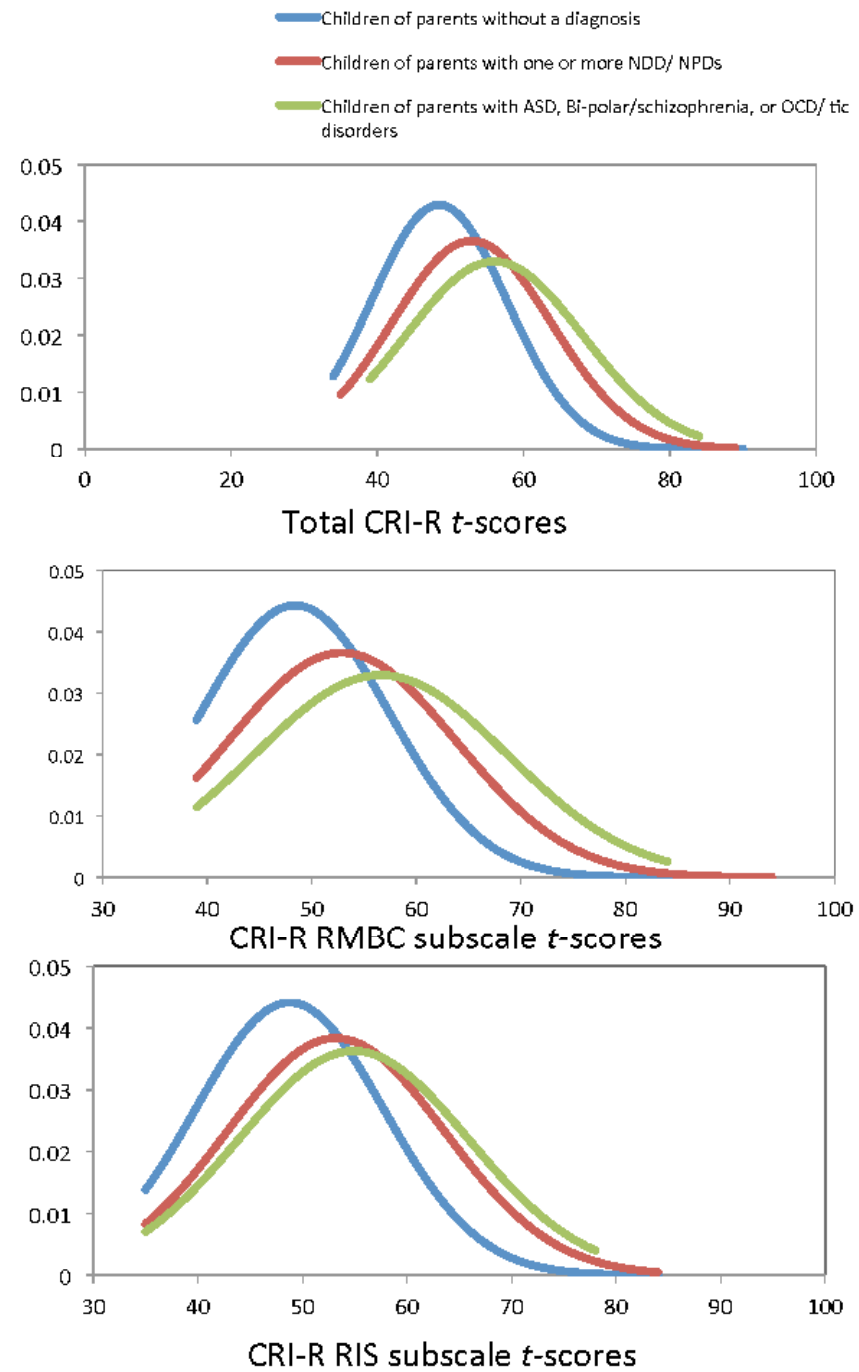 Children of parents without a diagnosis
Children of parents with one or more NDD/ NPDs
Children of parents with ASD, Bi-polar/schizophrenia, or OCD/ tic
disorders
0.05
0.04
0.03
0.02
0.01
0
0 20 40 60 80 100
Total CRI-R t-scores
0.05
0.04
0.03
0.02
0.01
0
30 40 50 60 70 80 90 100
CRI-R RMBC subscale t-scores
0.05
0.04
0.03
0.02
0.01
0
30 40 50 60 70 80 90 100
CRI-R RIS subscale t-scores